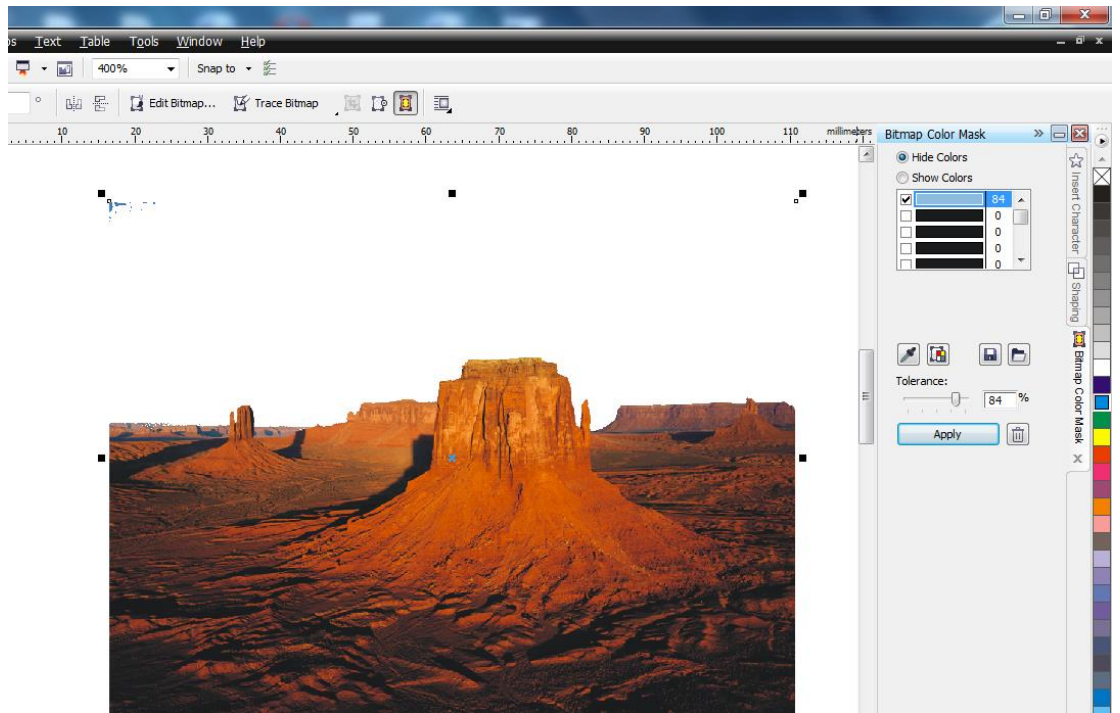 ps Text Table Tools Window Help
400% Snap to
° Edit Bitmap... Trace Bitmap
10 20 30 40 50 60 70 80 90 100 110 millimeters
Bitmap Color Mask
Hide Colors
Show Colors
84
0
0
0
0
Tolerance:
84 %
Apply
Insert Character
Shaping
Bitmap Color Mask